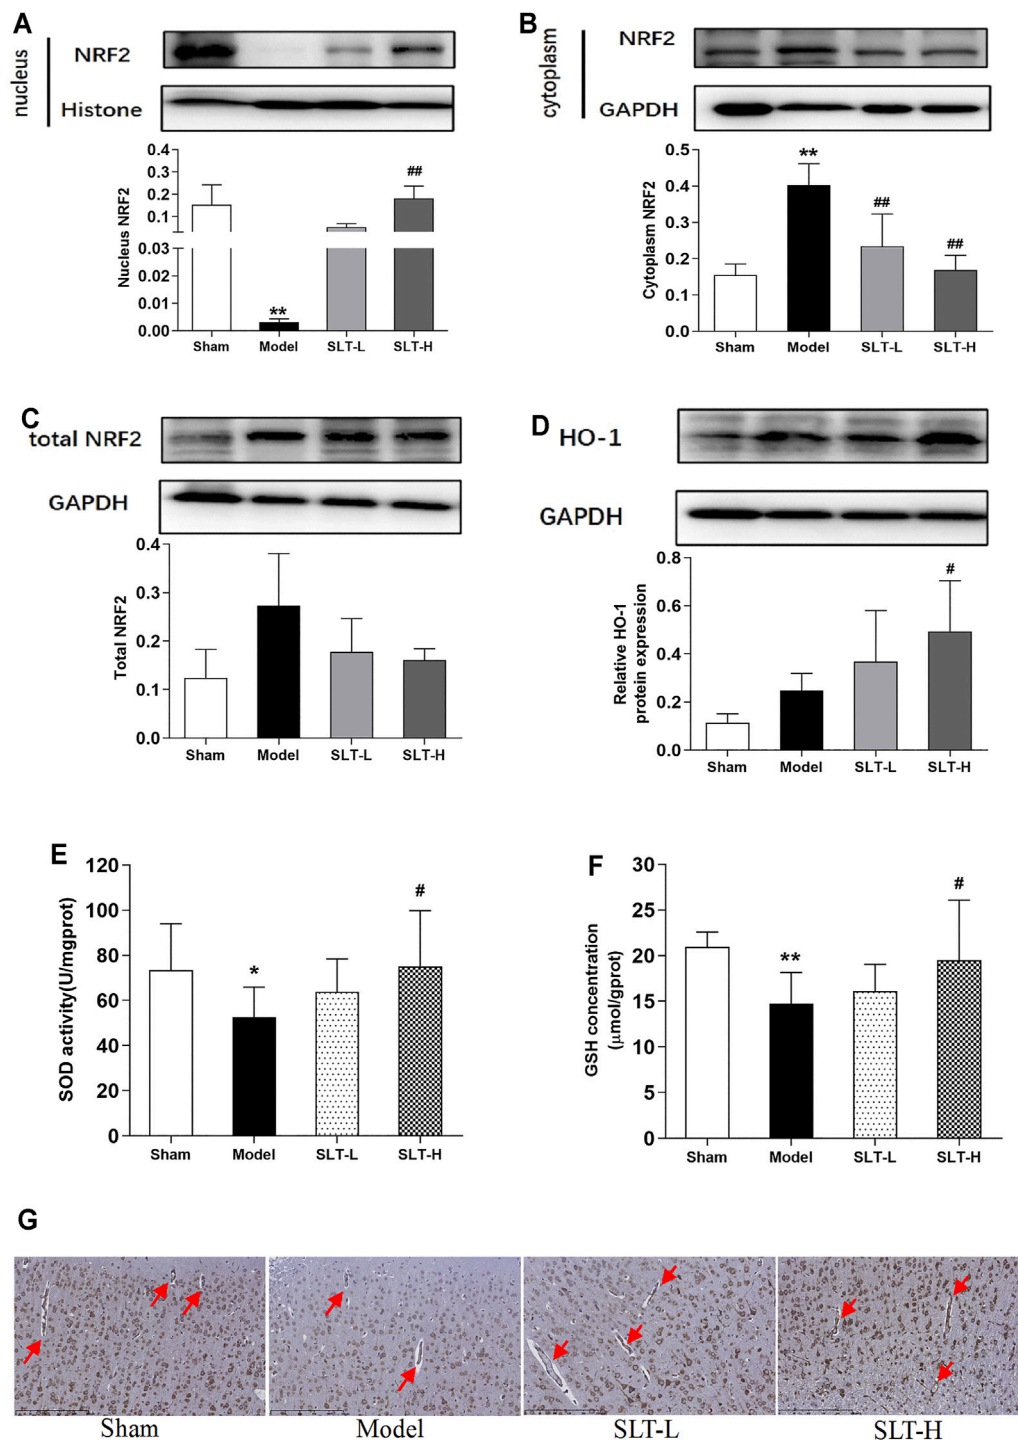 A
nucleus
NRF2
Histone
Nucleus NRF2
0.4
0.3
0.2
0.1
0.03
0.02
0.01
0.00
**
##
Sham Model SLT-L SLT-H
B
cytoplasm
NRF2
GAPDH
Cytoplasm NRF2
0.5
0.4
0.3
0.2
0.1
0.0
**
##
##
Sham Model SLT-L SLT-H
C
total NRF2
GAPDH
Total NRF2
0.4
0.3
0.2
0.1
0.0
Sham Model SLT-L SLT-H
D
HO-1
GAPDH
Relative HO-1
protein expression
0.8
0.6
0.4
0.2
0.0
#
Sham Model SLT-L SLT-H
E
SOD activity(U/mgprot)
120
100
80
60
40
20
0
*
#
Sham Model SLT-L SLT-H
F
GSH concentration
(μmol/gprot)
30
25
20
15
10
5
0
**
#
Sham Model SLT-L SLT-H
G
Sham Model SLT-L SLT-H